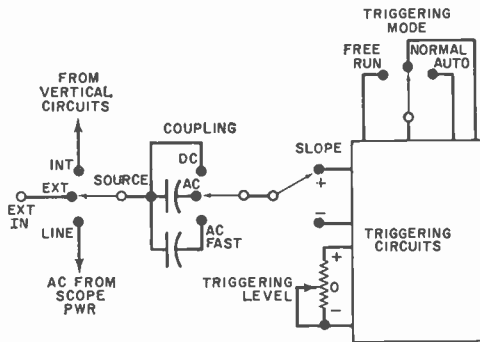 TRIGGERING
MODE
FREE
RUN
NORMAL
AUTO
FROM
VERTICAL
CIRCUITS
COUPLING
INT
DC
SLOPE
EXT
SOURCE
AC
+
EXT
IN
LINE
AC
FAST
−
TRIGGERING
CIRCUITS
AC FROM
SCOPE
PWR
TRIGGERING
LEVEL
+
0
−